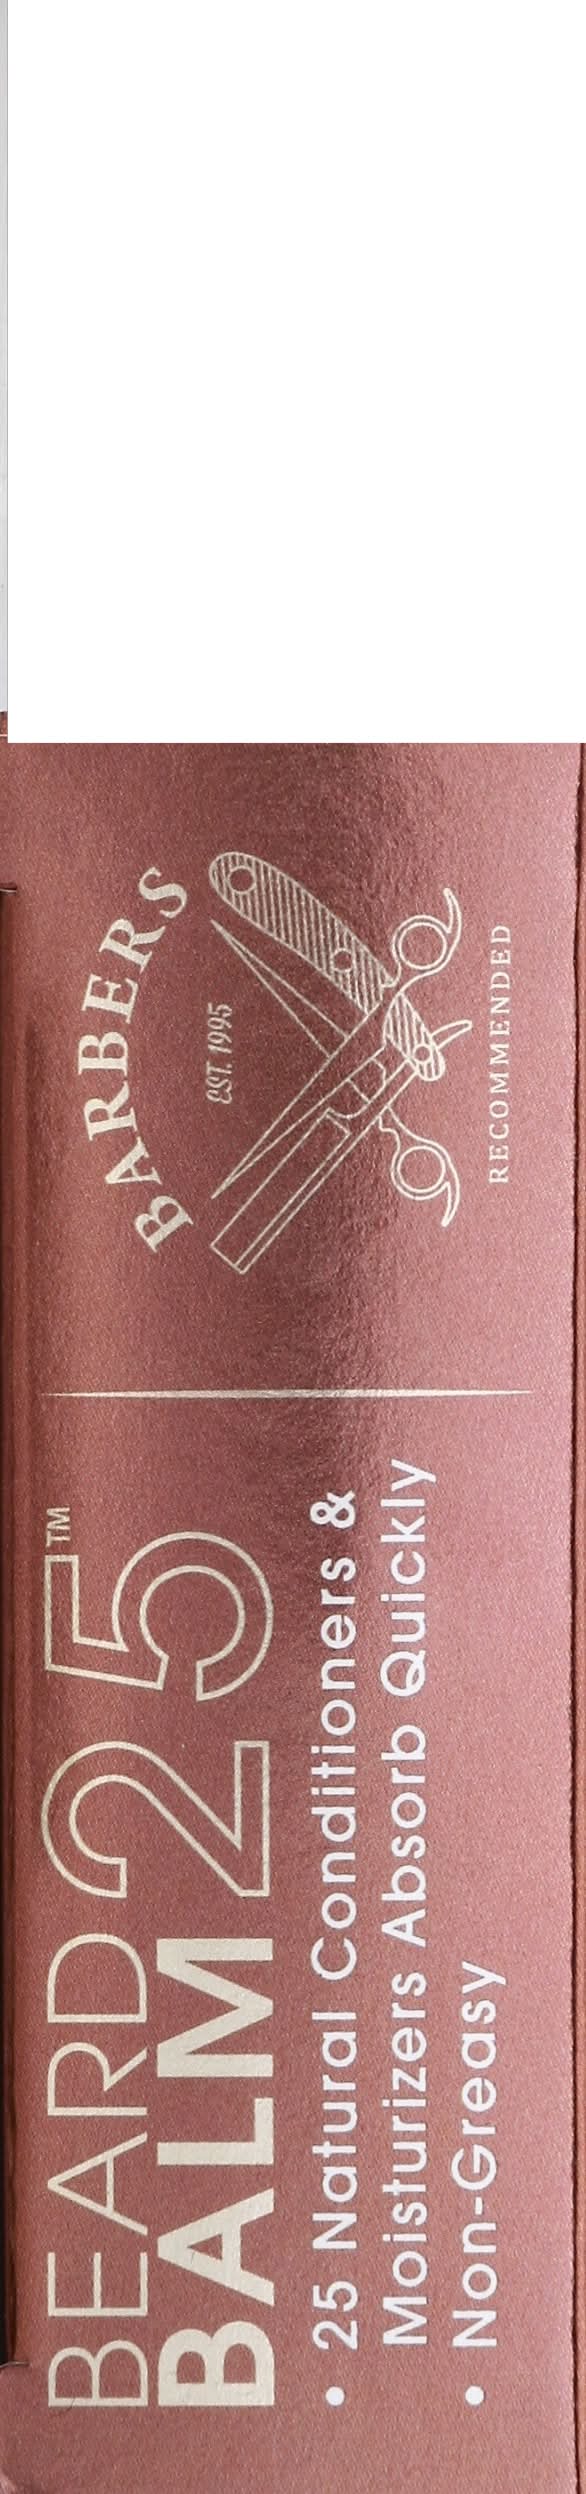 BEARD
BALM
25™
• 25 Natural Conditioners &
Moisturizers Absorb Quickly
• Non-Greasy
BARBERS
EST. 1995
RECOMMENDED